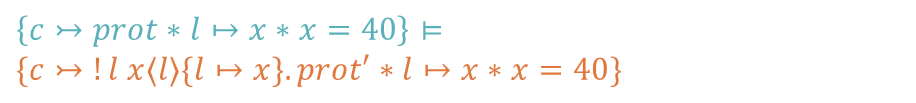 {c ↣ prot ∗ l ↦ x ∗ x = 40} ⊨
{c ↣ ! l x⟨l⟩{l ↦ x}. prot′ ∗ l ↦ x ∗ x = 40}